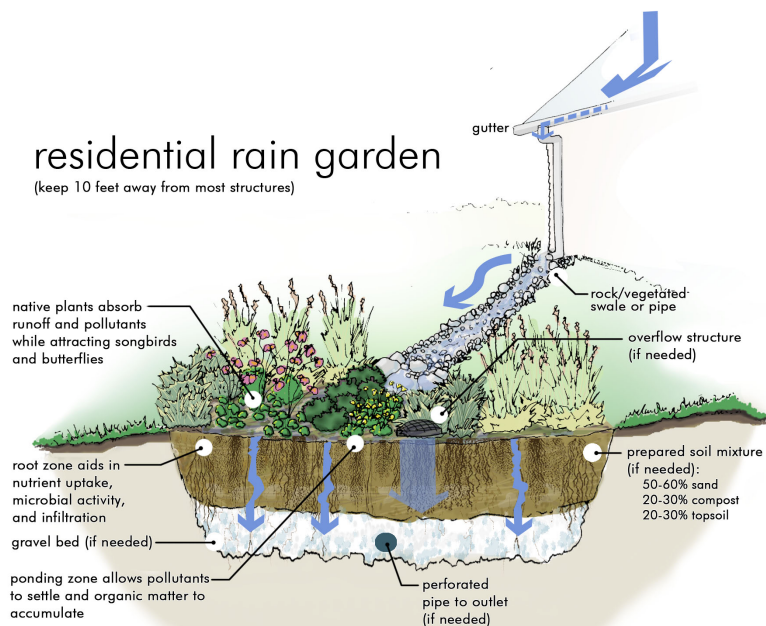 gutter
residential rain garden
(keep 10 feet away from most structures)
rock/vegetated
swale or pipe
native plants absorb
runoff and pollutants
while attracting songbirds
and butterflies
overflow structure
(if needed)
root zone aids in
nutrient uptake,
microbial activity,
and infiltration
prepared soil mixture
(if needed):
50-60% sand
20-30% compost
20-30% topsoil
gravel bed (if needed)
ponding zone allows pollutants
to settle and organic matter to
accumulate
perforated
pipe to outlet
(if needed)